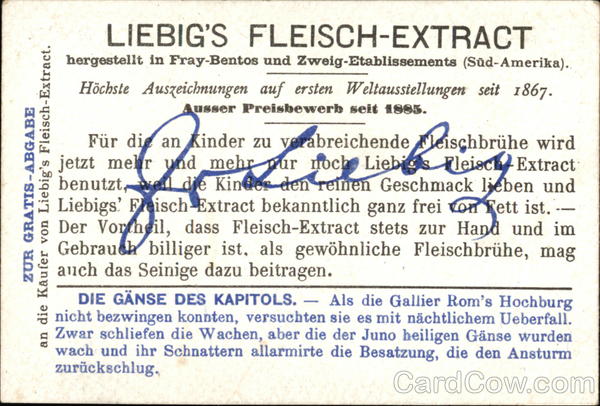 LIEBIG'S FLEISCH-EXTRACT
hergestellt in Fray-Bentos und Zweig-Etablissements (Süd-Amerika).
Höchste Auszeichnungen auf ersten Weltausstellungen seit 1867.
Ausser Preisbewerb seit 1885.
Für die an Kinder zu verabreichende Fleischbrühe wird
jetzt mehr und mehr nur noch Liebig's Fleisch-Extract
benutzt, weil die Kinder den reinen Geschmack lieben und
Liebigs' Fleisch-Extract bekanntlich ganz frei von Fett ist. —
Der Vortheil, dass Fleisch-Extract stets zur Hand und im
Gebrauch billiger ist, als gewöhnliche Fleischbrühe, mag
auch das Seinige dazu beitragen.
DIE GÄNSE DES KAPITOLS. — Als die Gallier Rom's Hochburg
nicht bezwingen konnten, versuchten sie es mit nächtlichem Ueberfall.
Zwar schliefen die Wachen, aber die der Juno heiligen Gänse wurden
wach und ihr Schnattern allarmirte die Besatzung, die den Ansturm
zurückschlug.
ZUR GRATIS-ABGABE
an die Käufer von Liebig's Fleisch-Extract.
Liebig
CardCow.com